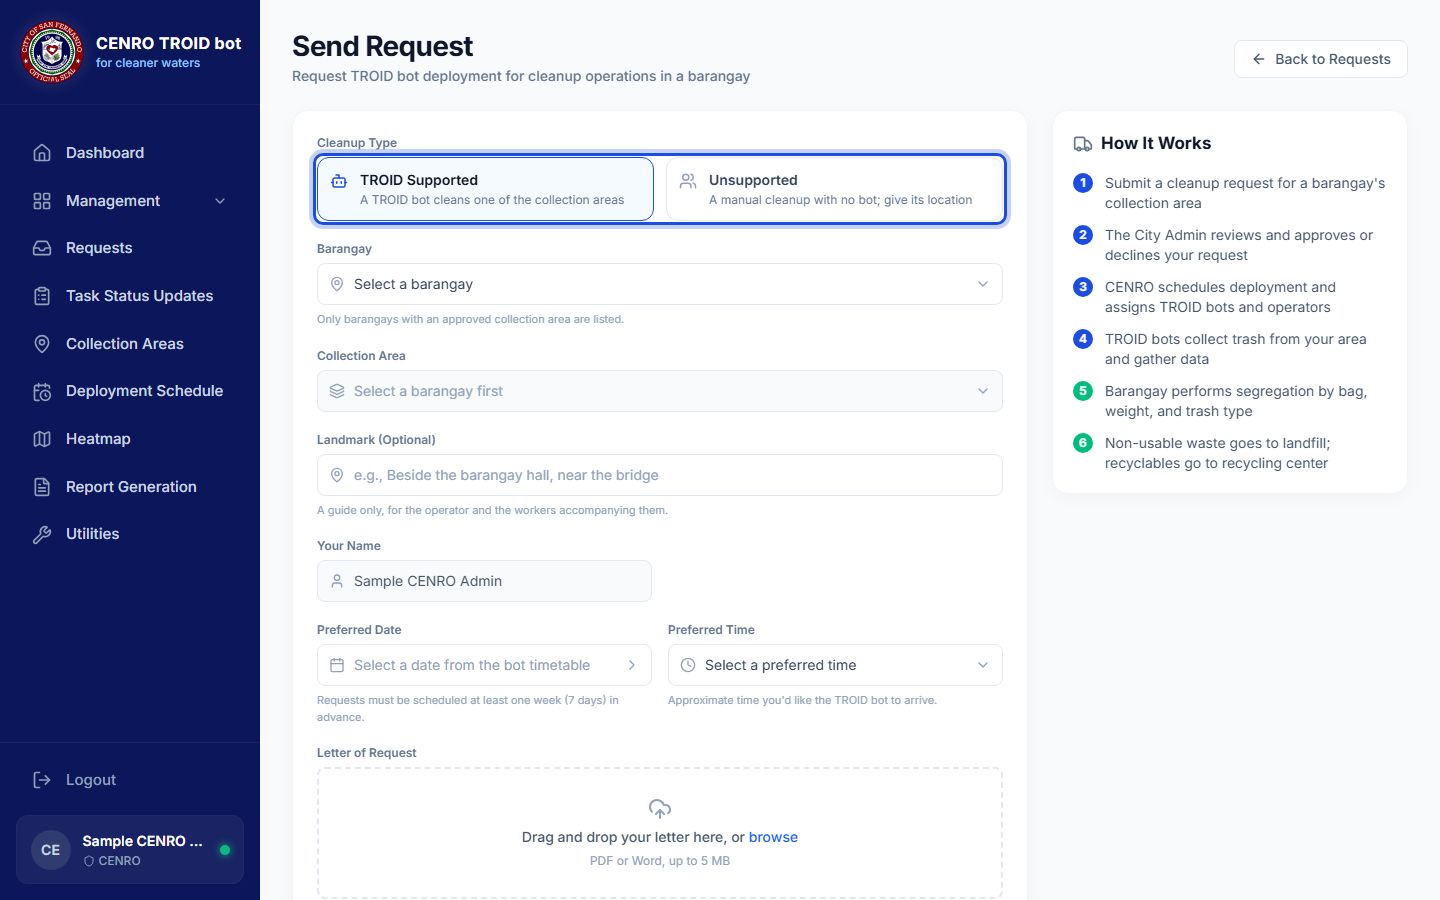 CENRO TROID bot
for cleaner waters
Dashboard
Management
Requests
Task Status Updates
Collection Areas
Deployment Schedule
Heatmap
Report Generation
Utilities
Logout
CE
Sample CENRO ...
CENRO
Send Request
Request TROID bot deployment for cleanup operations in a barangay
Back to Requests
Cleanup Type
TROID Supported
A TROID bot cleans one of the collection areas
Unsupported
A manual cleanup with no bot; give its location
Barangay
Select a barangay
Only barangays with an approved collection area are listed.
Collection Area
Select a barangay first
Landmark (Optional)
e.g., Beside the barangay hall, near the bridge
A guide only, for the operator and the workers accompanying them.
Your Name
Sample CENRO Admin
Preferred Date
Select a date from the bot timetable
Requests must be scheduled at least one week (7 days) in
advance.
Preferred Time
Select a preferred time
Approximate time you'd like the TROID bot to arrive.
Letter of Request
Drag and drop your letter here, or browse
PDF or Word, up to 5 MB
How It Works
1 Submit a cleanup request for a barangay's
collection area
2 The City Admin reviews and approves or
declines your request
3 CENRO schedules deployment and
assigns TROID bots and operators
4 TROID bots collect trash from your area
and gather data
5 Barangay performs segregation by bag,
weight, and trash type
6 Non-usable waste goes to landfill;
recyclables go to recycling center
CITY OF SAN FERNANDO
OFFICIAL SEAL